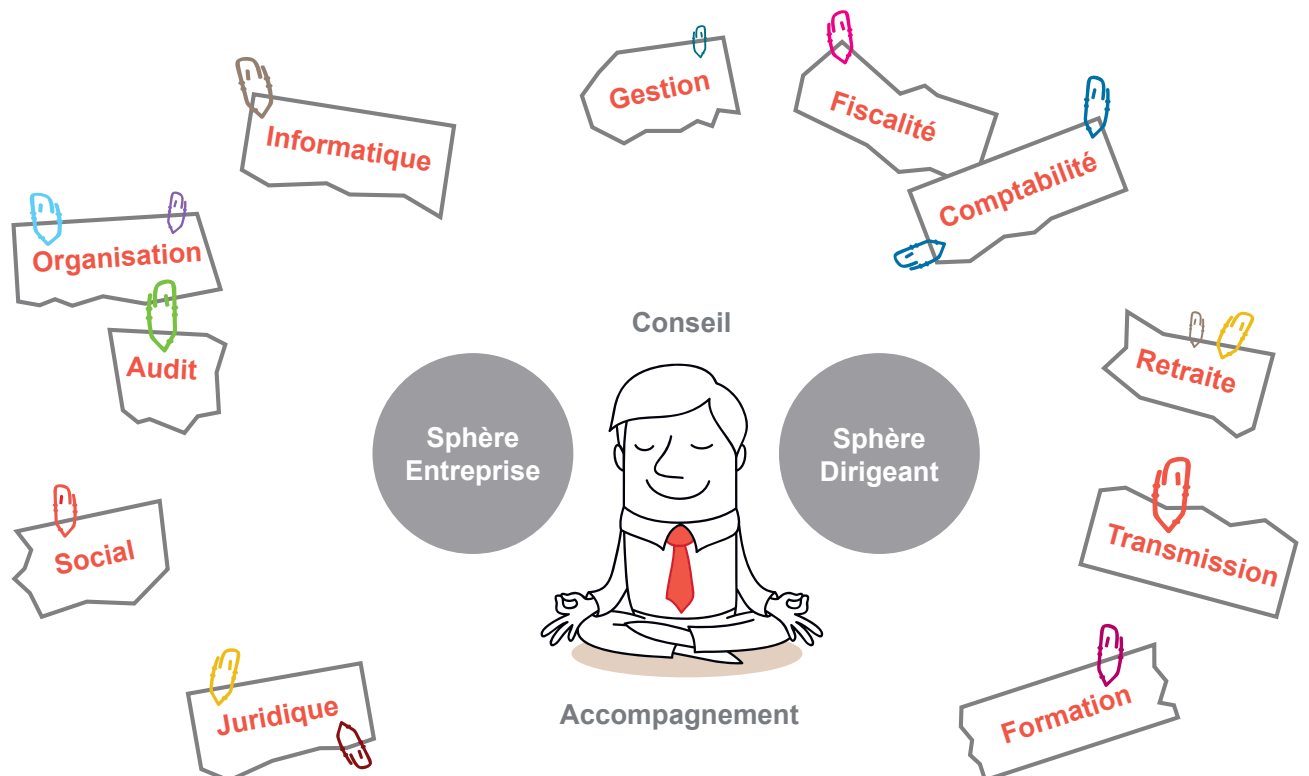 Gestion
Fiscalité
Informatique
Comptabilité
Organisation
Audit
Conseil
Retraite
Sphère
Entreprise
Sphère
Dirigeant
Social
Transmission
Juridique
Accompagnement
Formation